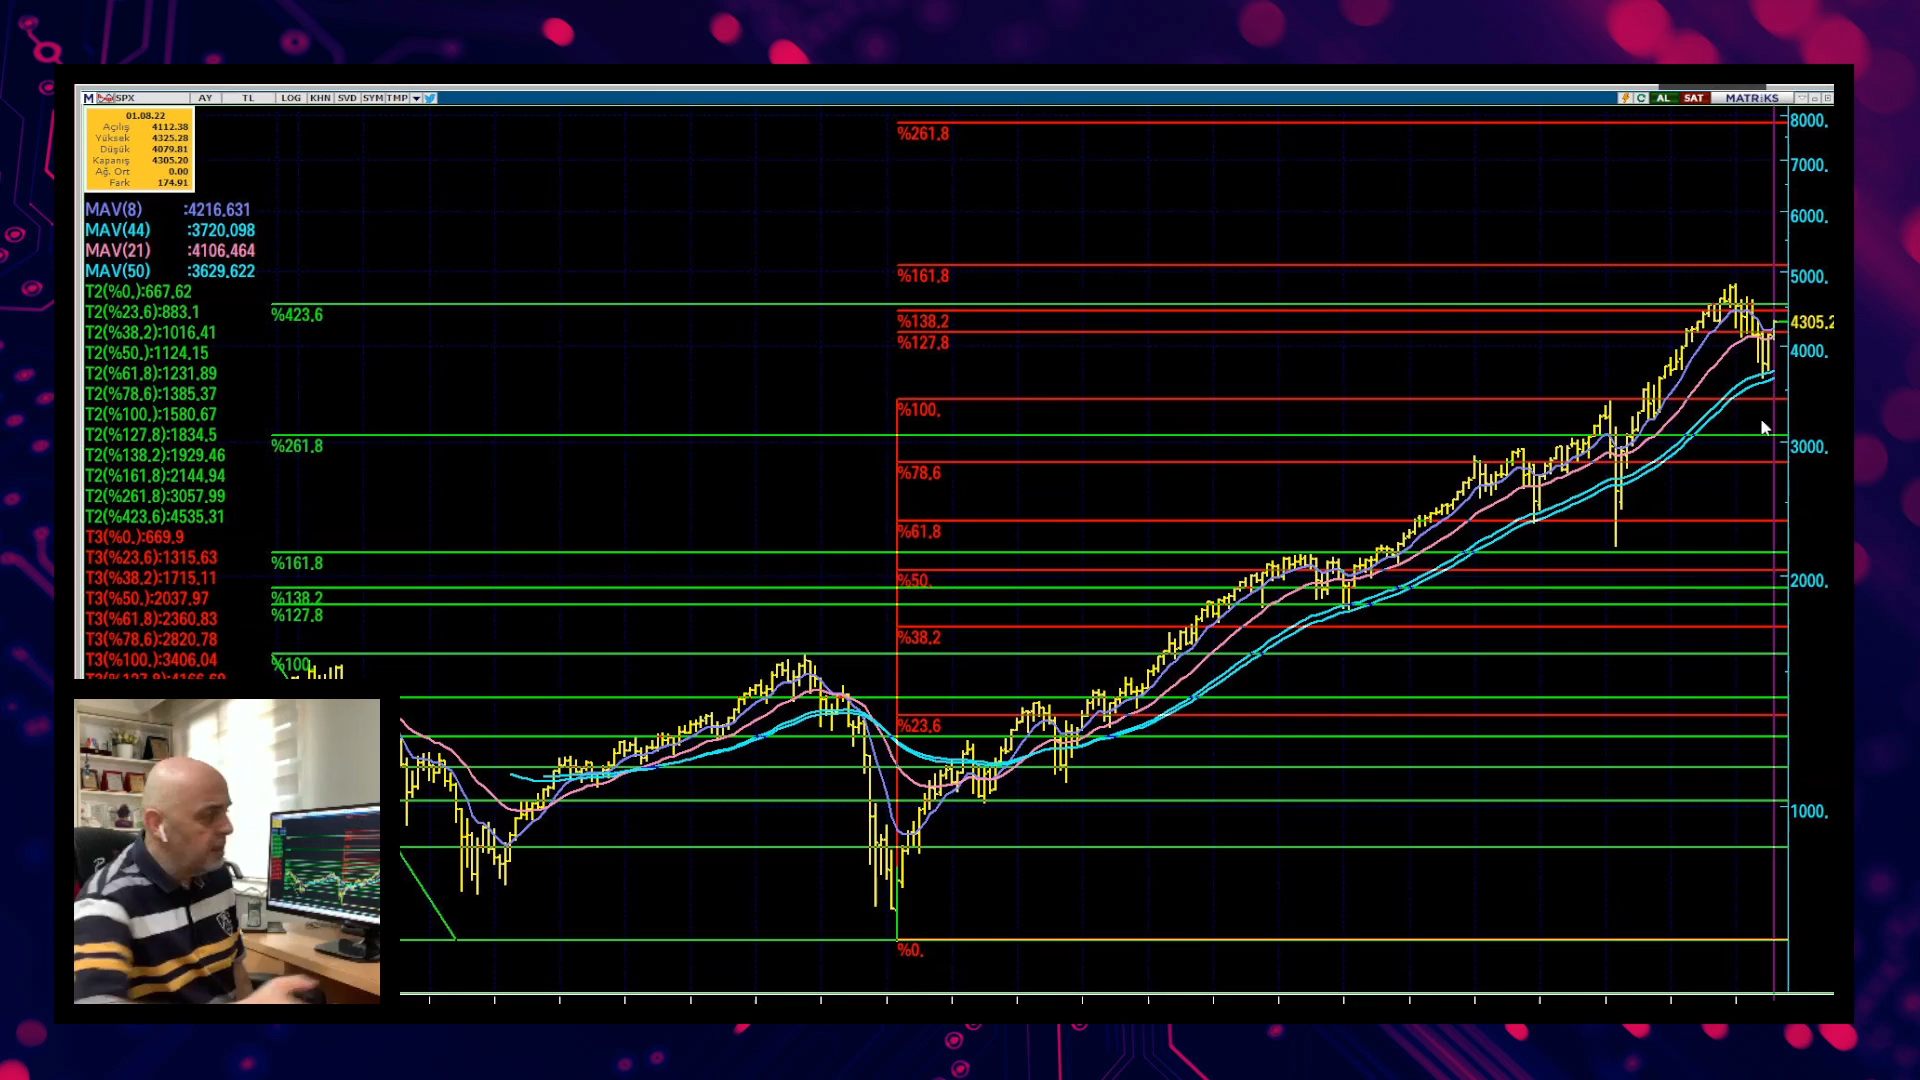 M SPX AY TL LOG KHN SVD SYM TMP C AL SAT MATRiKS
01.08.22
Açılış 4112.38
Yüksek 4325.28
Düşük 4079.81
Kapanış 4305.20
Ağ. Ort 0.00
Fark 174.91
MAV(8) :4216.631
MAV(44) :3720.098
MAV(21) :4106.464
MAV(50) :3629.622
T2(%0.):667.62
T2(%23.6):883.1
T2(%38.2):1016.41
T2(%50.):1124.15
T2(%61.8):1231.89
T2(%78.6):1385.37
T2(%100.):1580.67
T2(%127.8):1834.5
T2(%138.2):1929.46
T2(%161.8):2144.94
T2(%261.8):3057.99
T2(%423.6):4535.31
T3(%0.):669.9
T3(%23.6):1315.63
T3(%38.2):1715.11
T3(%50.):2037.97
T3(%61.8):2360.83
T3(%78.6):2820.78
T3(%100.):3406.04
T3(%127.8):4166.69
%423.6
%261.8
%161.8
%138.2
%127.8
%100.
%261.8
%161.8
%138.2
%127.8
%100.
%78.6
%61.8
%50.
%38.2
%23.6
%0.
8000.
7000.
6000.
5000.
4305.2
4000.
3000.
2000.
1000.